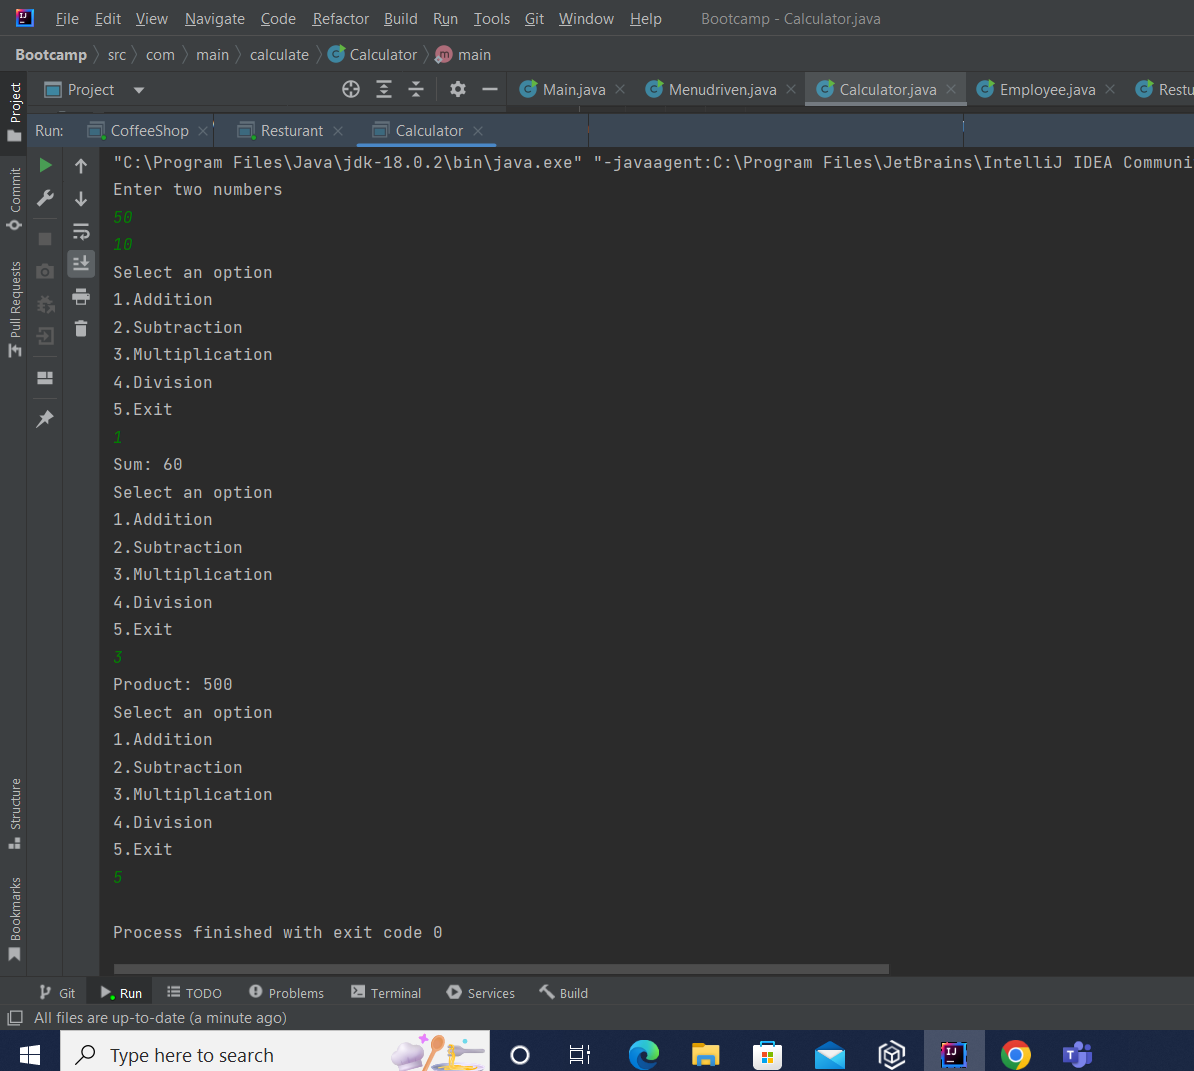 File Edit View Navigate Code Refactor Build Run Tools Git Window Help Bootcamp - Calculator.java
Bootcamp src com main calculate Calculator main
Project Main.java Menudriven.java Calculator.java Employee.java Restu
Run: CoffeeShop Resturant Calculator
"C:\Program Files\Java\jdk-18.0.2\bin\java.exe" "-javaagent:C:\Program Files\JetBrains\IntelliJ IDEA Communi
Enter two numbers
50
10
Select an option
1.Addition
2.Subtraction
3.Multiplication
4.Division
5.Exit
1
Sum: 60
Select an option
1.Addition
2.Subtraction
3.Multiplication
4.Division
5.Exit
3
Product: 500
Select an option
1.Addition
2.Subtraction
3.Multiplication
4.Division
5.Exit
5
Process finished with exit code 0
Project
Commit
Pull Requests
Structure
Bookmarks
Git Run TODO Problems Terminal Services Build
All files are up-to-date (a minute ago)
Type here to search